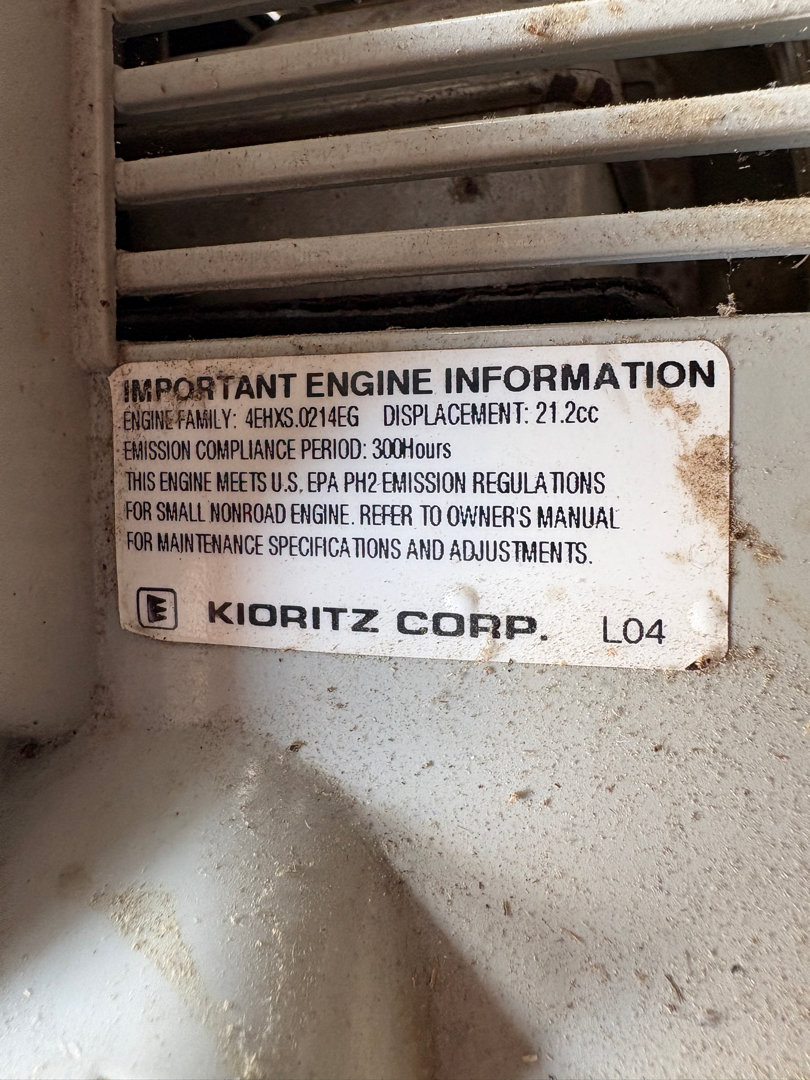 IMPORTANT ENGINE INFORMATION
ENGINE FAMILY: 4EHXS.0214EG DISPLACEMENT: 21.2cc
EMISSION COMPLIANCE PERIOD: 300Hours
THIS ENGINE MEETS U.S. EPA PH2 EMISSION REGULATIONS
FOR SMALL NONROAD ENGINE. REFER TO OWNER'S MANUAL
FOR MAINTENANCE SPECIFICATIONS AND ADJUSTMENTS.
E KIORITZ CORP. L04